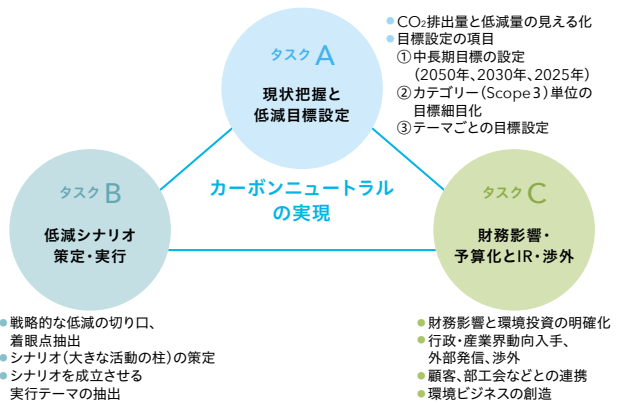 タスク A
現状把握と
低減目標設定
● CO₂排出量と低減量の見える化
● 目標設定の項目
①中長期目標の設定
（2050年、2030年、2025年）
②カテゴリー（Scope３）単位の
目標細目化
③テーマごとの目標設定
カーボンニュートラル
の実現
タスク B
低減シナリオ
策定・実行
● 戦略的な低減の切り口、
着眼点抽出
● シナリオ（大きな活動の柱）の策定
● シナリオを成立させる
実行テーマの抽出
タスク C
財務影響・
予算化とIR・渉外
● 財務影響と環境投資の明確化
● 行政・産業界動向入手、
外部発信、渉外
● 顧客、部工会などとの連携
● 環境ビジネスの創造